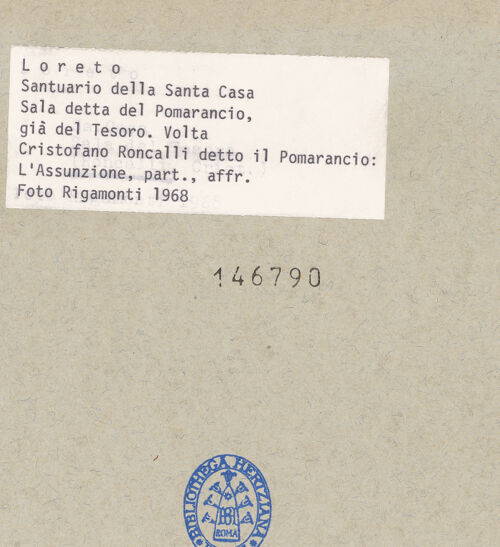 L o r e t o
Santuario della Santa Casa
Sala detta del Pomarancio,
già del Tesoro. Volta
Cristofano Roncalli detto il Pomarancio:
L'Assunzione, part., affr.
Foto Rigamonti 1968
146790
BIBLIOTHECA HERTZIANA
BH
ROMA